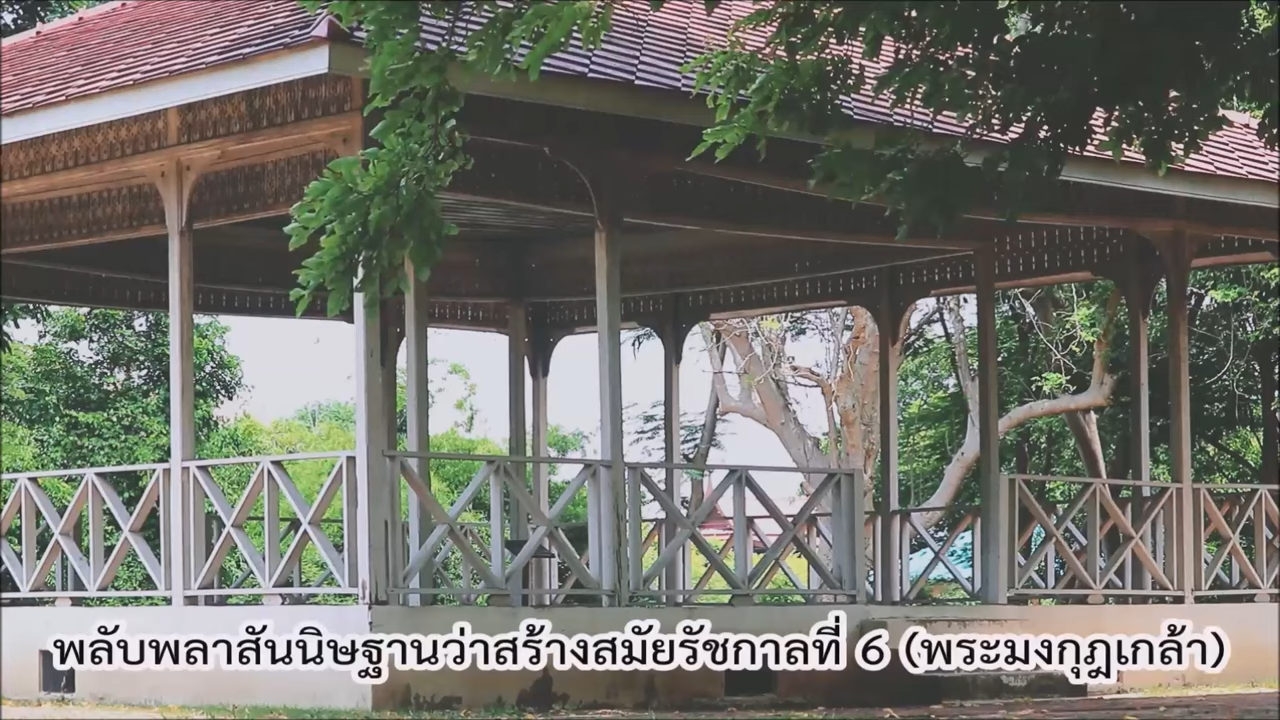 พลับพลาสันนิษฐานว่าสร้างสมัยรัชกาลที่ 6 (พระมงกุฎเกล้า)